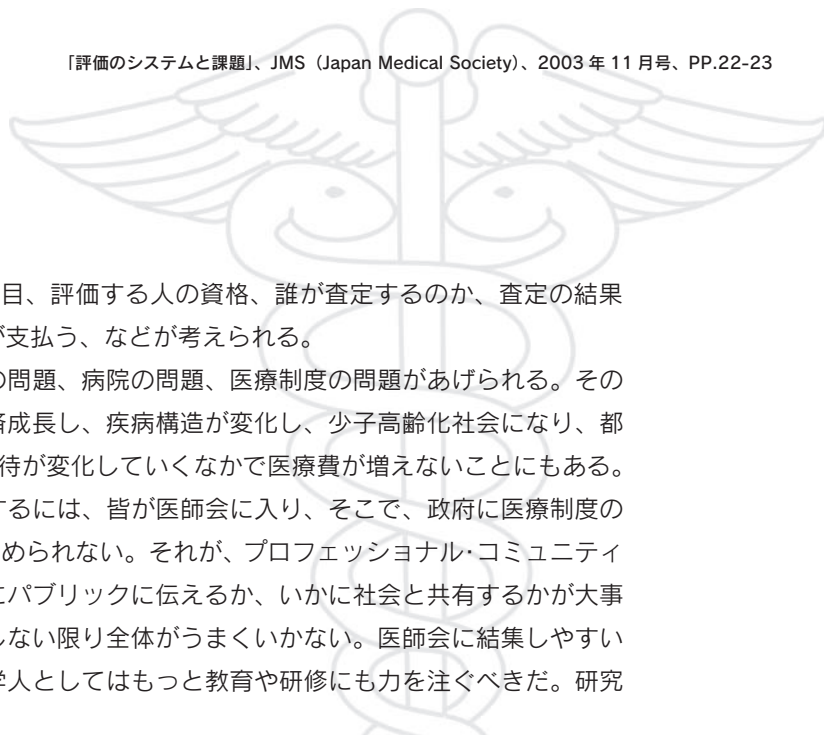 「評価のシステムと課題」、JMS（Japan Medical Society）、2003 年 11 月号、PP.22-23
目、評価する人の資格、誰が査定するのか、査定の結果
が支払う、などが考えられる。
の問題、病院の問題、医療制度の問題があげられる。その
済成長し、疾病構造が変化し、少子高齢化社会になり、都
待が変化していくなかで医療費が増えないことにもある。
するには、皆が医師会に入り、そこで、政府に医療制度の
められない。それが、プロフェッショナル・コミュニティ
にパブリックに伝えるか、いかに社会と共有するかが大事
しない限り全体がうまくいかない。医師会に結集しやすい
学人としてはもっと教育や研修にも力を注ぐべきだ。研究